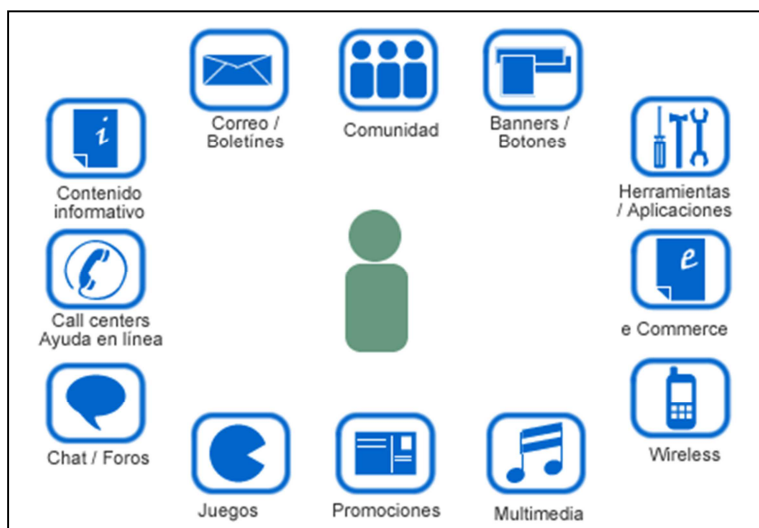 Correo /
Boletínes
Comunidad
Banners /
Botones
i
Contenido
informativo
Herramientas
/ Aplicaciones
Call centers
Ayuda en línea
e
e Commerce
Chat / Foros
Wireless
Juegos
Promociones
Multimedia